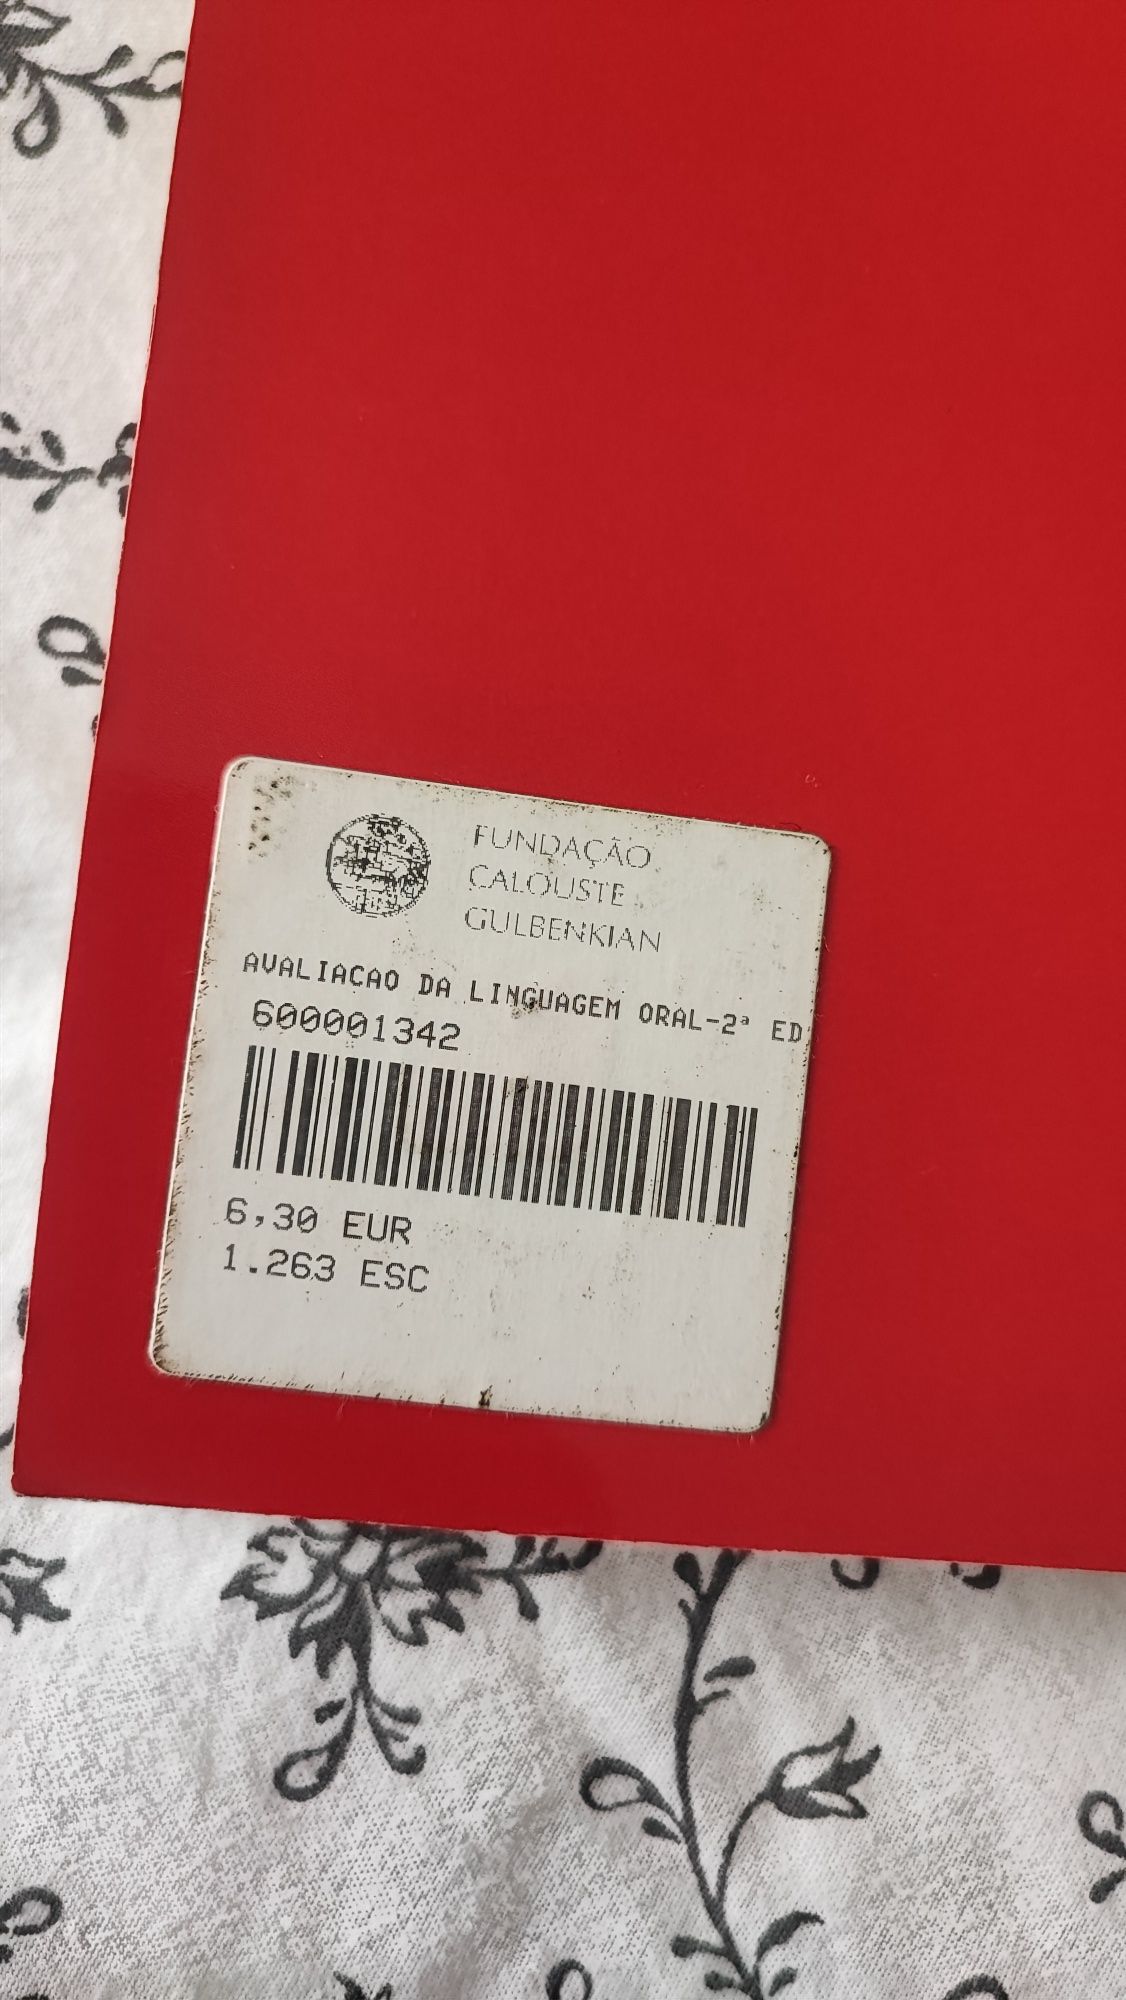 FUNDAÇÃO
CALOUSTE
GULBENKIAN
AVALIACAO DA LINGUAGEM ORAL-2ª ED
600001342
6,30 EUR
1.263 ESC